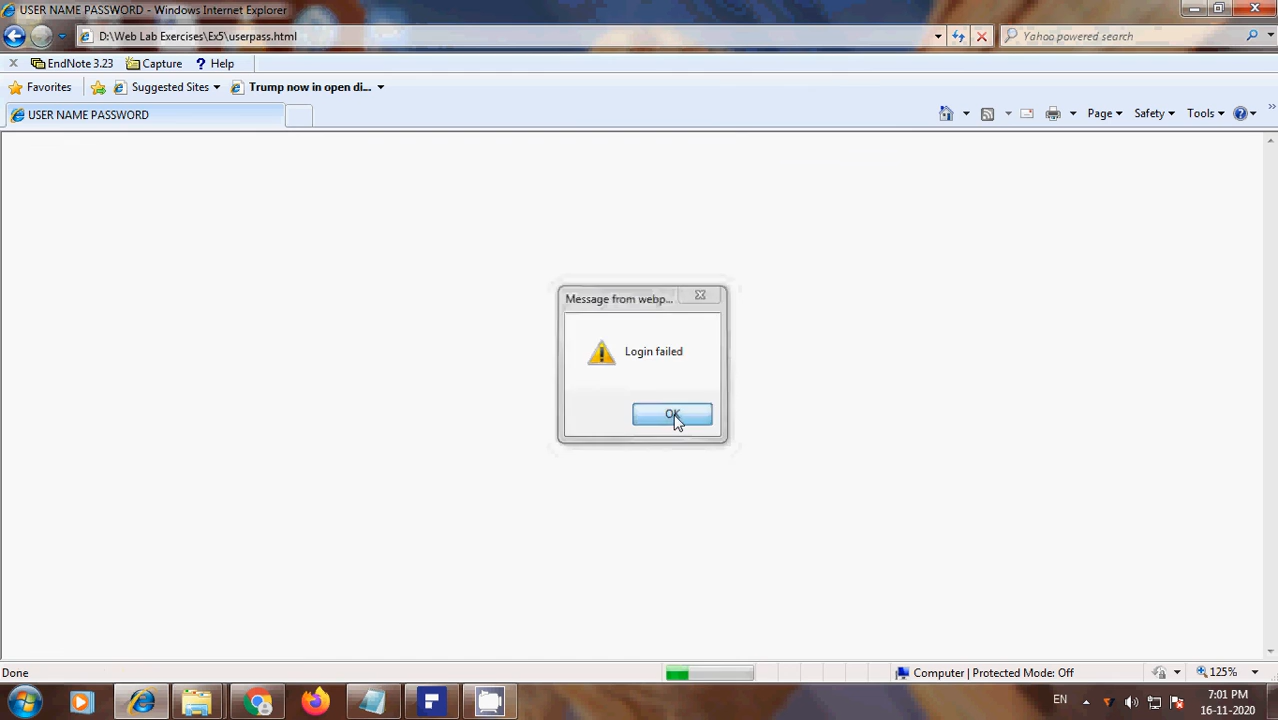 USER NAME PASSWORD - Windows Internet Explorer
D:\Web Lab Exercises\Ex5\userpass.html
Yahoo powered search
EndNote 3.23 Capture ? Help
Favorites Suggested Sites Trump now in open di...
USER NAME PASSWORD Page Safety Tools
Message from webp...
Login failed
OK
Done Computer | Protected Mode: Off 125%
EN 7:01 PM
16-11-2020